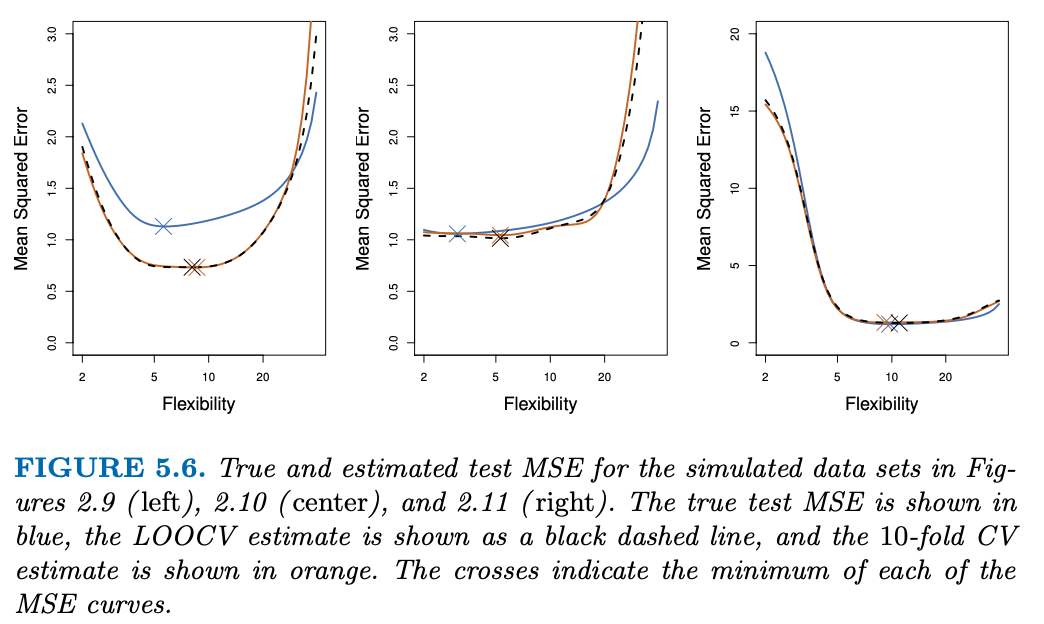 3.0
2.5
2.0
1.5
1.0
0.5
0.0
Mean Squared Error
2 5 10 20
Flexibility
3.0
2.5
2.0
1.5
1.0
0.5
0.0
Mean Squared Error
2 5 10 20
Flexibility
20
15
10
5
0
Mean Squared Error
2 5 10 20
Flexibility
FIGURE 5.6. True and estimated test MSE for the simulated data sets in Fig-
ures 2.9 (left), 2.10 (center), and 2.11 (right). The true test MSE is shown in
blue, the LOOCV estimate is shown as a black dashed line, and the 10-fold CV
estimate is shown in orange. The crosses indicate the minimum of each of the
MSE curves.